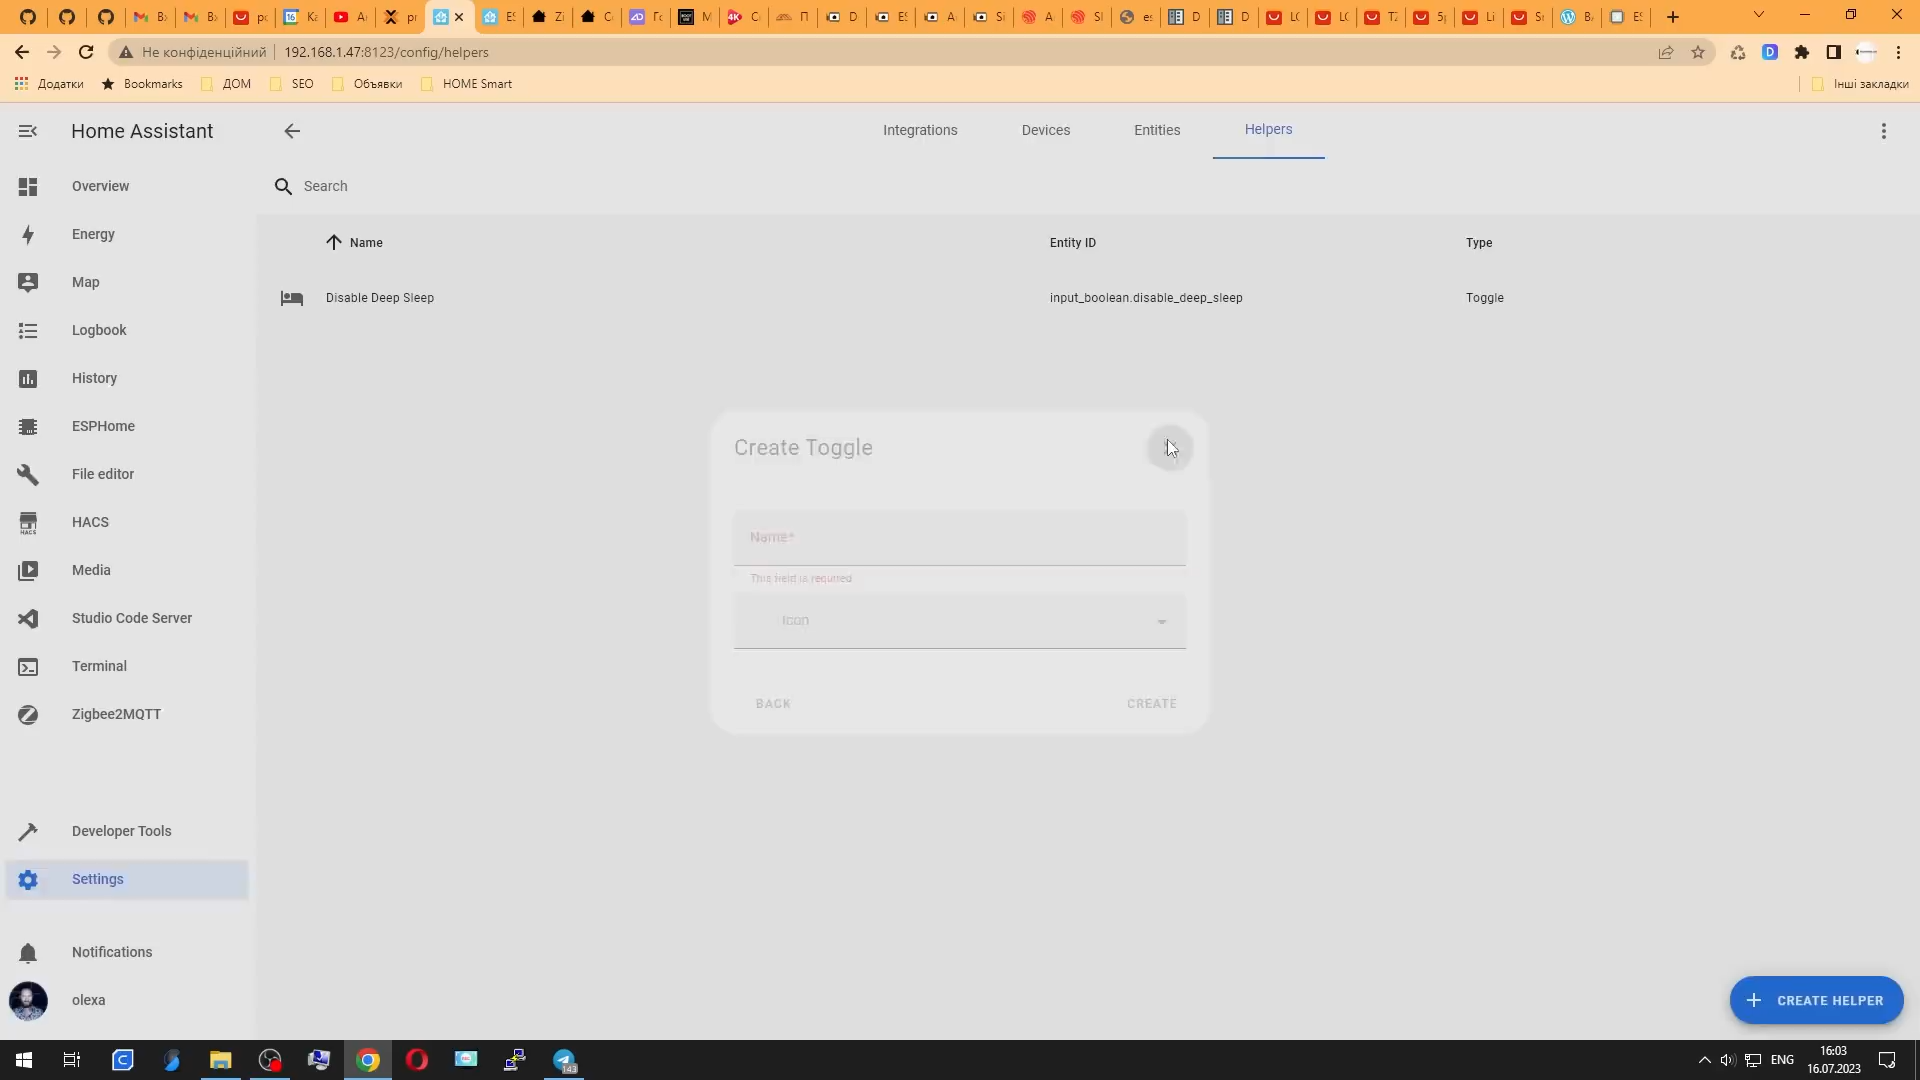 Не конфіденційний
192.168.1.47:8123/config/helpers
Додатки
Bookmarks
ДОМ
SEO
Объявки
HOME Smart
Інші закладки
Home Assistant
Integrations
Devices
Entities
Helpers
Overview
Search
Energy
Name
Entity ID
Type
Map
Disable Deep Sleep
input_boolean.disable_deep_sleep
Toggle
Logbook
History
ESPHome
Create Toggle
File editor
HACS
Name*
This field is required
Media
Studio Code Server
Icon
Terminal
BACK
CREATE
Zigbee2MQTT
Developer Tools
Settings
Notifications
olexa
CREATE HELPER
ENG
16:03
16.07.2023
143